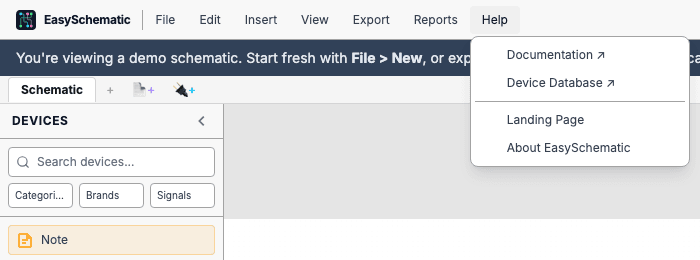 EasySchematic File Edit Insert View Export Reports Help
You're viewing a demo schematic. Start fresh with File > New, or exp
Documentation ↗
Device Database ↗
Landing Page
About EasySchematic
Schematic + + +
DEVICES
Search devices...
Categori... Brands Signals
Note